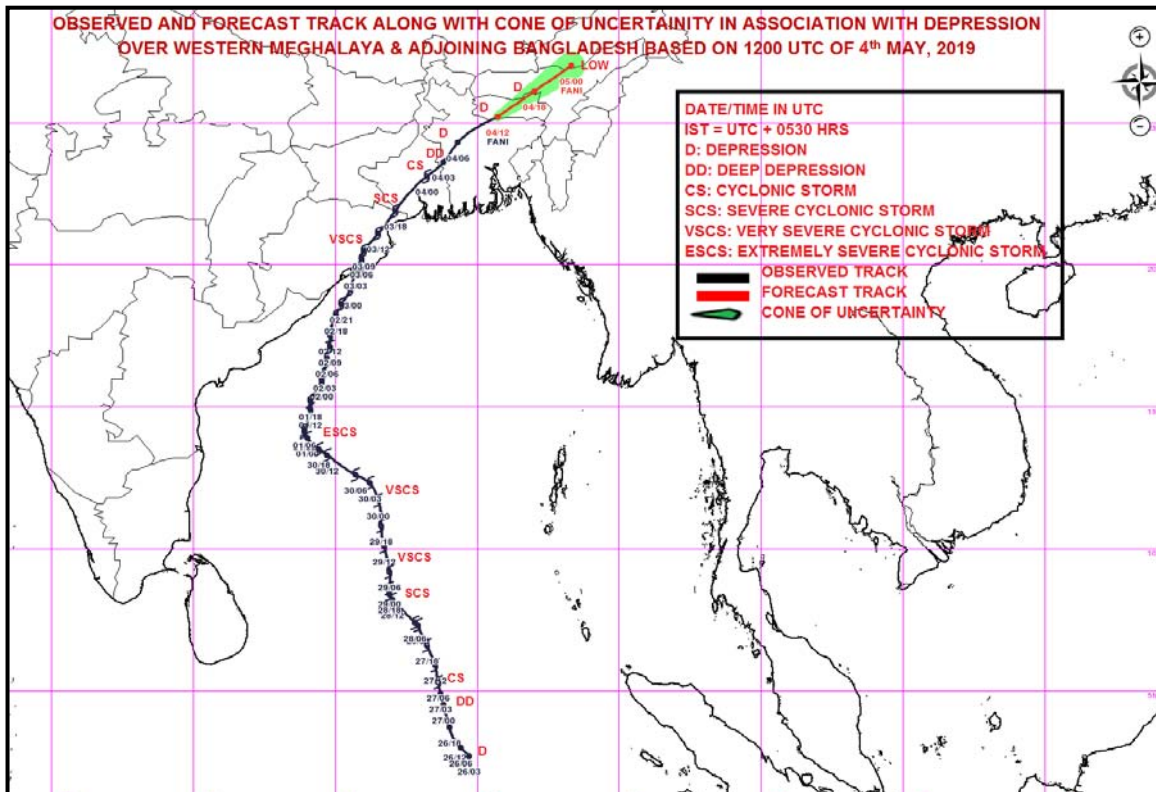 OBSERVED AND FORECAST TRACK ALONG WITH CONE OF UNCERTAINITY IN ASSOCIATION WITH DEPRESSION
OVER WESTERN MEGHALAYA & ADJOINING BANGLADESH BASED ON 1200 UTC OF 4th MAY, 2019
LOW
05/00
FANI
D
04/18
D
04/12
FANI
DATE/TIME IN UTC
IST = UTC + 0530 HRS
D: DEPRESSION
DD: DEEP DEPRESSION
CS: CYCLONIC STORM
SCS: SEVERE CYCLONIC STORM
VSCS: VERY SEVERE CYCLONIC STORM
ESCS: EXTREMELY SEVERE CYCLONIC STORM
OBSERVED TRACK
FORECAST TRACK
CONE OF UNCERTAINTY
D
04/06
DD
04/03
CS
04/00
SCS
03/18
VSCS
03/12
03/09
03/06
03/03
03/00
02/21
02/18
02/12
02/09
02/06
02/03
02/00
01/18
01/12
ESCS
01/06
01/00
30/18
30/12
30/06
30/03
VSCS
30/00
29/18
29/12
VSCS
29/06
SCS
29/00
28/18
28/12
28/06
27/18
27/12
CS
27/06
DD
27/03
27/00
26/18
D
26/12
26/06
26/03